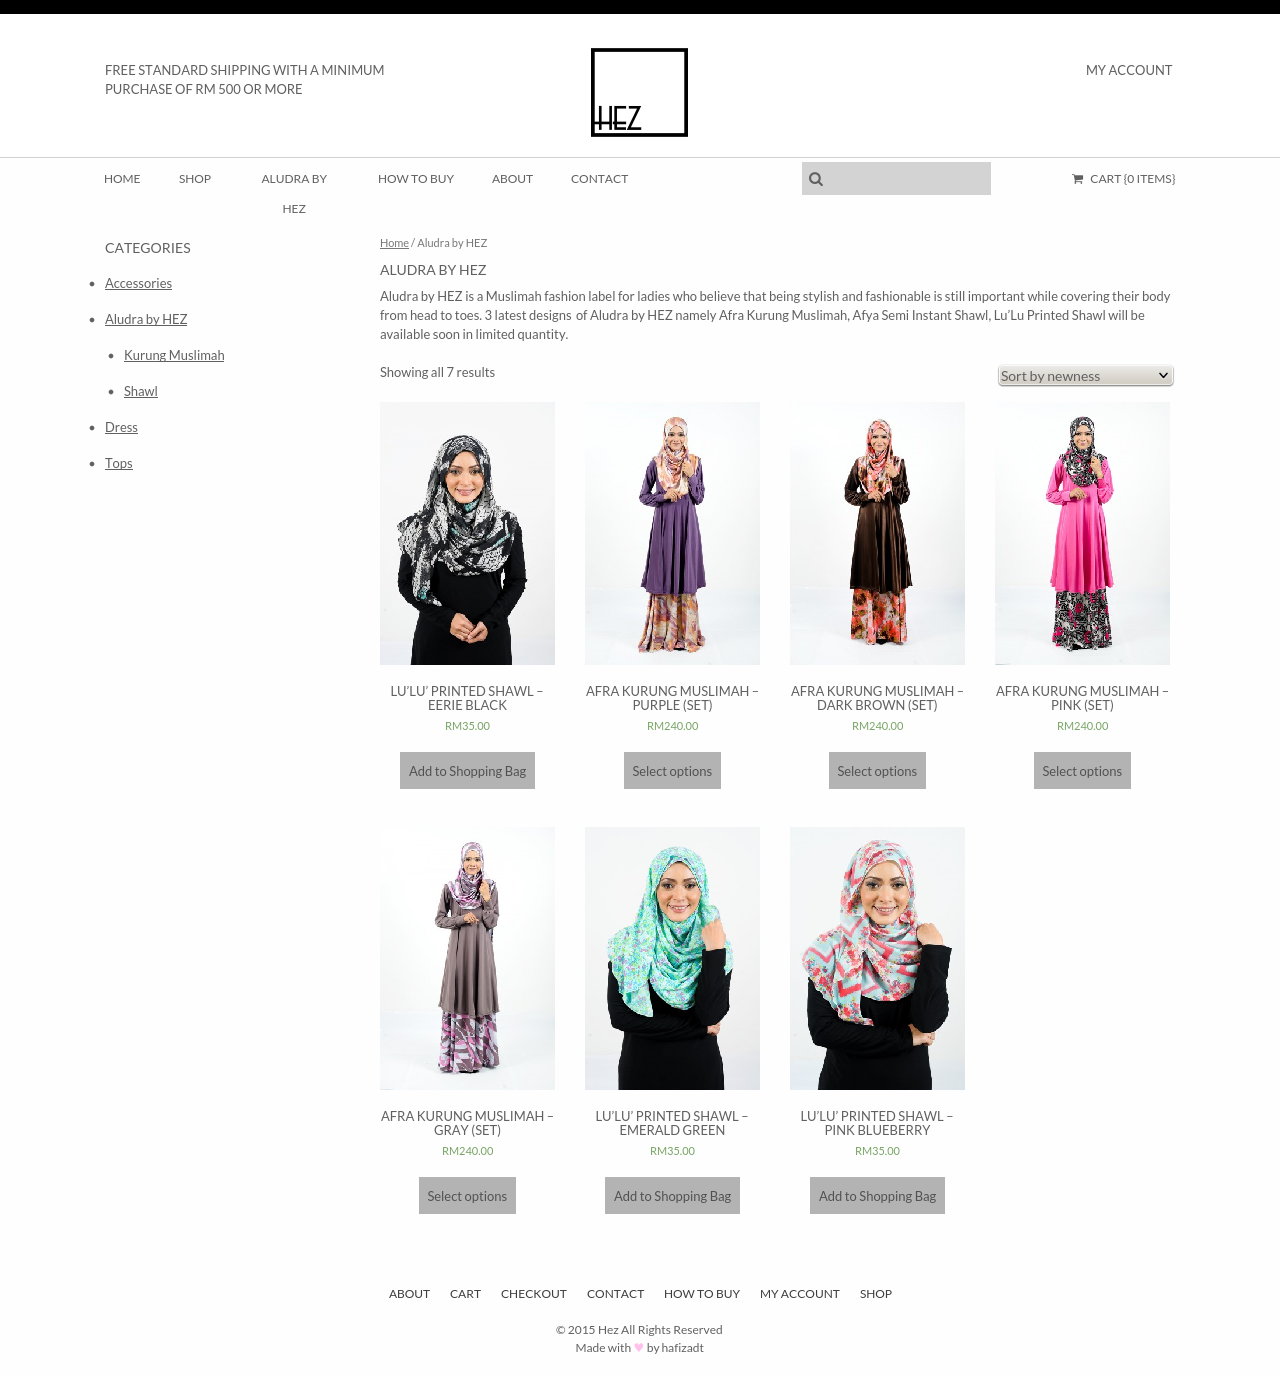 FREE STANDARD SHIPPING WITH A MINIMUM
PURCHASE OF RM 500 OR MORE
HEZ
MY ACCOUNT
HOME
SHOP
ALUDRA BY
HEZ
HOW TO BUY
ABOUT
CONTACT
CART {0 ITEMS}
CATEGORIES
Accessories
Aludra by HEZ
Kurung Muslimah
Shawl
Dress
Tops
Home / Aludra by HEZ
ALUDRA BY HEZ
Aludra by HEZ is a Muslimah fashion label for ladies who believe that being stylish and fashionable is still important while covering their body
from head to toes. 3 latest designs of Aludra by HEZ namely Afra Kurung Muslimah, Afya Semi Instant Shawl, Lu’Lu Printed Shawl will be
available soon in limited quantity.
Showing all 7 results
Sort by newness
LU’LU’ PRINTED SHAWL –
EERIE BLACK
RM35.00
Add to Shopping Bag
AFRA KURUNG MUSLIMAH –
PURPLE (SET)
RM240.00
Select options
AFRA KURUNG MUSLIMAH –
DARK BROWN (SET)
RM240.00
Select options
AFRA KURUNG MUSLIMAH –
PINK (SET)
RM240.00
Select options
AFRA KURUNG MUSLIMAH –
GRAY (SET)
RM240.00
Select options
LU’LU’ PRINTED SHAWL –
EMERALD GREEN
RM35.00
Add to Shopping Bag
LU’LU’ PRINTED SHAWL –
PINK BLUEBERRY
RM35.00
Add to Shopping Bag
ABOUT
CART
CHECKOUT
CONTACT
HOW TO BUY
MY ACCOUNT
SHOP
© 2015 Hez All Rights Reserved
Made with ♥ by hafizadt